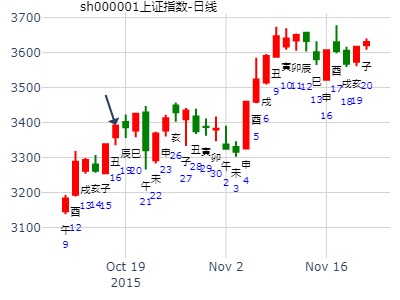 sh000001上证指数-日线
3700
3600
3500
3400
3300
3200
3100
午
9
酉
12
戌
13
亥
14
子
15
丑
16
辰
19
巳
20
午
21
未
22
申
23
亥
26
子
27
丑
28
寅
29
卯
30
午
2
未
3
申
4
酉
5
戌
6
丑
9
寅
10
卯
11
辰
12
巳
13
申
16
酉
17
戌
18
亥
19
子
20
Oct 19
2015
Nov 2
Nov 16